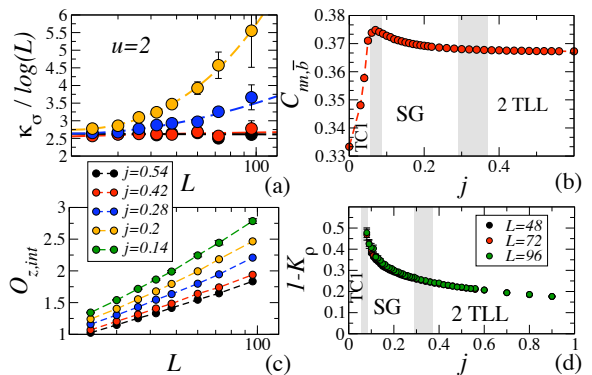 κσ / log(L)
6
5.5
5
4.5
4
3.5
3
2.5
2
u=2
L
100
(a)
C nn,b̅
0.38
0.37
0.36
0.35
0.34
0.33
TCI
SG
2 TLL
0
0.2
0.4
0.6
j
(b)
j=0.54
j=0.42
j=0.28
j=0.2
j=0.14
O z,int
3
2.5
2
1.5
1
L
100
(c)
1-Kρ
0.5
0.4
0.3
0.2
0.1
0
TCI
SG
2 TLL
L=48
L=72
L=96
0
0.2
0.4
0.6
0.8
1
j
(d)